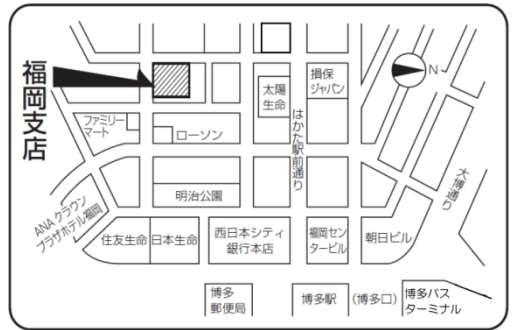 福岡支店
太陽
生命
損保
ジャパン
N
ファミリー
マート
ローソン
はかた駅前通り
大博通り
明治公園
ANAクラウン
プラザホテル福岡
住友生命
日本生命
西日本シティ
銀行本店
福岡セン
タービル
朝日ビル
博多
郵便局
博多駅
(博多口)
博多バス
ターミナル